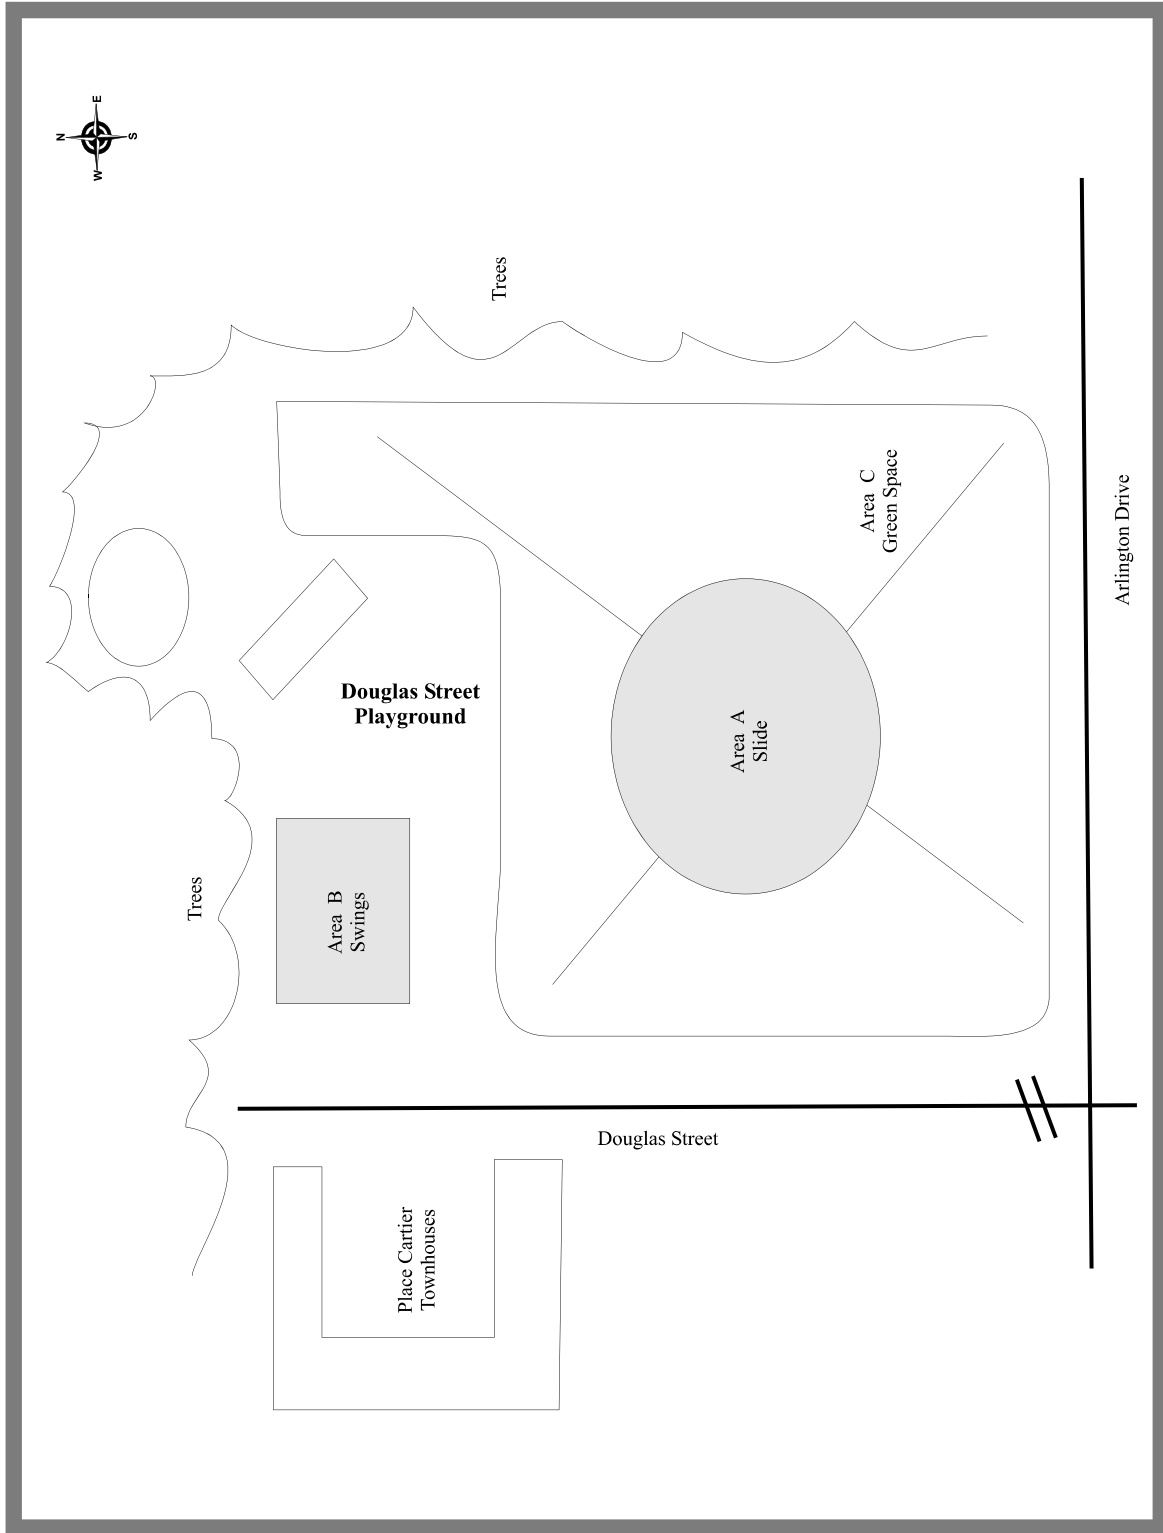 E
N
S
W
Trees
Area C
Green Space
Arlington Drive
Douglas Street
Playground
Area A
Slide
Trees
Area B
Swings
Douglas Street
Place Cartier
Townhouses